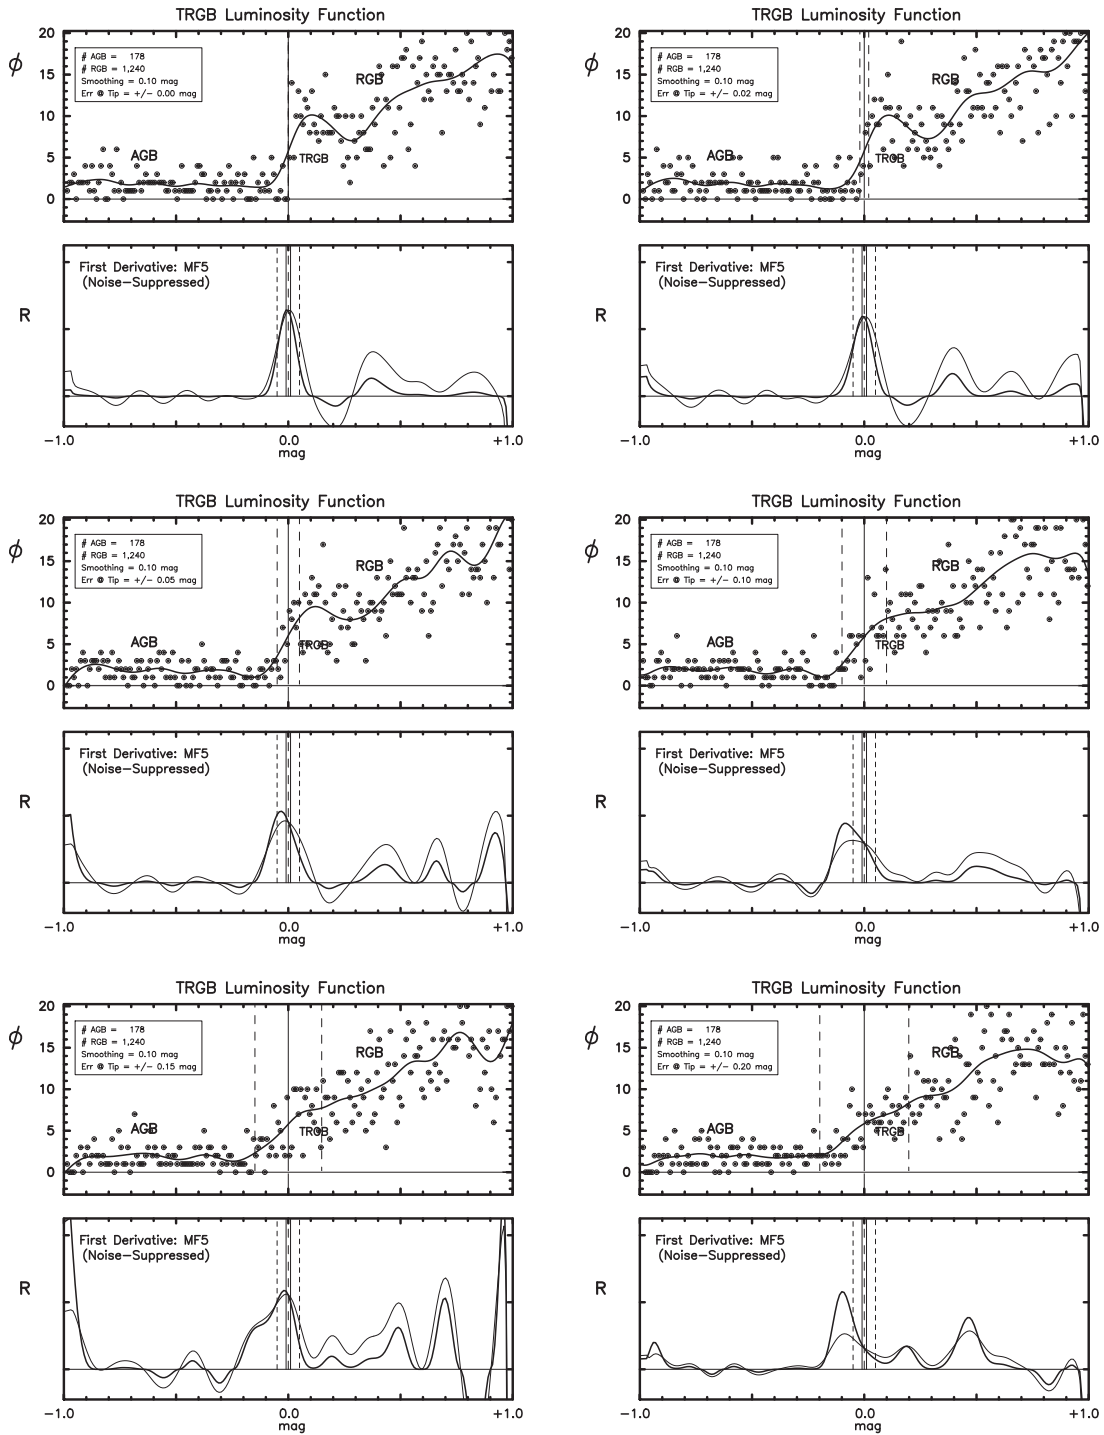 TRGB Luminosity Function
20
15
10
5
0
ϕ
# AGB = 178
# RGB = 1,240
Smoothing = 0.10 mag
Err @ Tip = +/− 0.00 mag
RGB
AGB
TRGB
First Derivative: MF5
(Noise−Suppressed)
R
−1.0
0.0
+1.0
mag
TRGB Luminosity Function
20
15
10
5
0
ϕ
# AGB = 178
# RGB = 1,240
Smoothing = 0.10 mag
Err @ Tip = +/− 0.02 mag
RGB
AGB
TRGB
First Derivative: MF5
(Noise−Suppressed)
R
−1.0
0.0
+1.0
mag
TRGB Luminosity Function
20
15
10
5
0
ϕ
# AGB = 178
# RGB = 1,240
Smoothing = 0.10 mag
Err @ Tip = +/− 0.05 mag
RGB
AGB
TRGB
First Derivative: MF5
(Noise−Suppressed)
R
−1.0
0.0
+1.0
mag
TRGB Luminosity Function
20
15
10
5
0
ϕ
# AGB = 178
# RGB = 1,240
Smoothing = 0.10 mag
Err @ Tip = +/− 0.10 mag
RGB
AGB
TRGB
First Derivative: MF5
(Noise−Suppressed)
R
−1.0
0.0
+1.0
mag
TRGB Luminosity Function
20
15
10
5
0
ϕ
# AGB = 178
# RGB = 1,240
Smoothing = 0.10 mag
Err @ Tip = +/− 0.15 mag
RGB
AGB
TRGB
First Derivative: MF5
(Noise−Suppressed)
R
−1.0
0.0
+1.0
mag
TRGB Luminosity Function
20
15
10
5
0
ϕ
# AGB = 178
# RGB = 1,240
Smoothing = 0.10 mag
Err @ Tip = +/− 0.20 mag
RGB
AGB
TRGB
First Derivative: MF5
(Noise−Suppressed)
R
−1.0
0.0
+1.0
mag